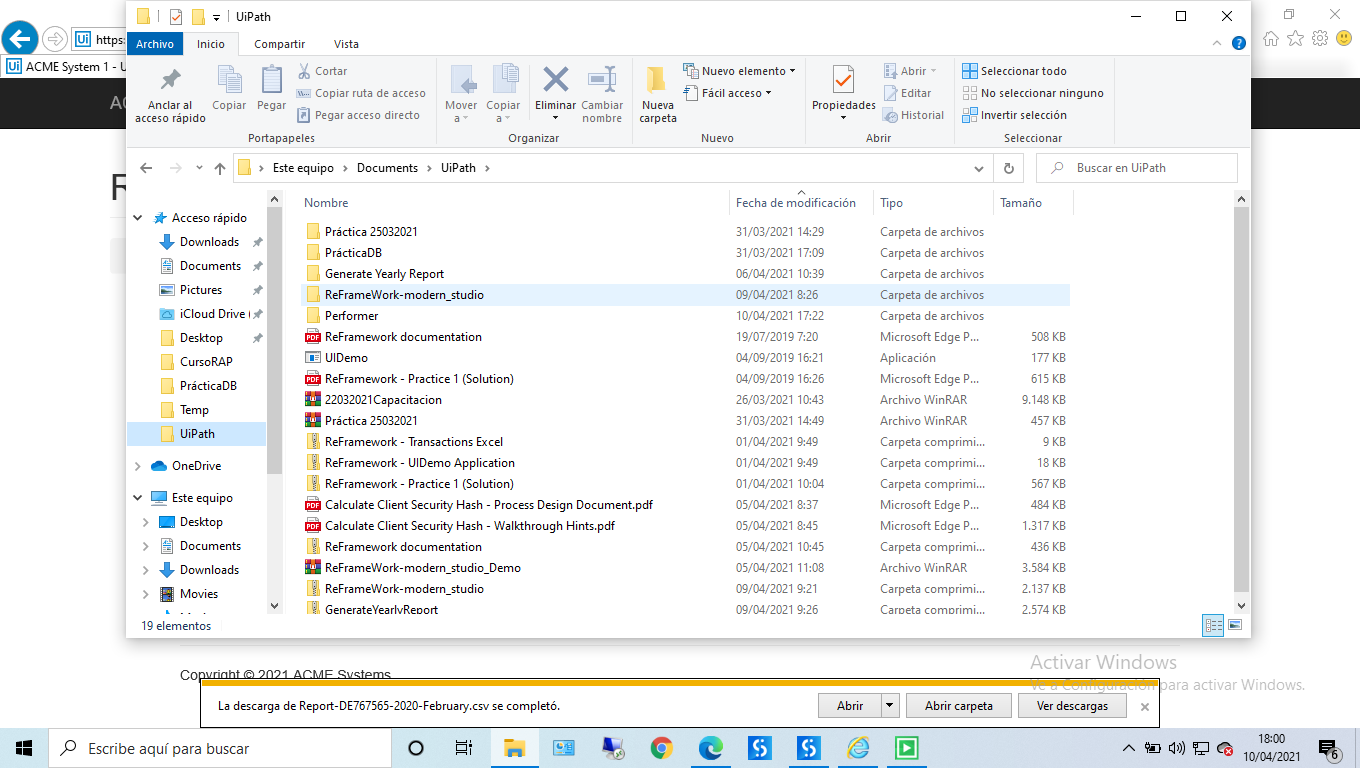 UiPath
https:
ACME System 1 - U
Archivo Inicio Compartir Vista
Anclar al acceso rápido
Copiar
Pegar
Cortar
Copiar ruta de acceso
Pegar acceso directo
Portapapeles
Mover a
Copiar a
Eliminar
Cambiar nombre
Organizar
Nueva carpeta
Nuevo elemento
Fácil acceso
Nuevo
Propiedades
Abrir
Editar
Historial
Abrir
Seleccionar todo
No seleccionar ninguno
Invertir selección
Seleccionar
Este equipo > Documents > UiPath >
Buscar en UiPath
Acceso rápido
Downloads
Documents
Pictures
iCloud Drive (
Desktop
CursoRAP
PrácticaDB
Temp
UiPath
OneDrive
Este equipo
Desktop
Documents
Downloads
Movies
Nombre Fecha de modificación Tipo Tamaño
Práctica 25032021 31/03/2021 14:29 Carpeta de archivos
PrácticaDB 31/03/2021 17:09 Carpeta de archivos
Generate Yearly Report 06/04/2021 10:39 Carpeta de archivos
ReFrameWork-modern_studio 09/04/2021 8:26 Carpeta de archivos
Performer 10/04/2021 17:22 Carpeta de archivos
ReFramework documentation 19/07/2019 7:20 Microsoft Edge P... 508 KB
UIDemo 04/09/2019 16:21 Aplicación 177 KB
ReFramework - Practice 1 (Solution) 04/09/2019 16:26 Microsoft Edge P... 615 KB
22032021Capacitacion 26/03/2021 10:43 Archivo WinRAR 9.148 KB
Práctica 25032021 31/03/2021 14:49 Archivo WinRAR 457 KB
ReFramework - Transactions Excel 01/04/2021 9:49 Carpeta comprimi... 9 KB
ReFramework - UIDemo Application 01/04/2021 9:49 Carpeta comprimi... 18 KB
ReFramework - Practice 1 (Solution) 01/04/2021 10:04 Carpeta comprimi... 567 KB
Calculate Client Security Hash - Process Design Document.pdf 05/04/2021 8:37 Microsoft Edge P... 484 KB
Calculate Client Security Hash - Walkthrough Hints.pdf 05/04/2021 8:45 Microsoft Edge P... 1.317 KB
ReFramework documentation 05/04/2021 10:45 Carpeta comprimi... 436 KB
ReFrameWork-modern_studio_Demo 05/04/2021 11:08 Archivo WinRAR 3.584 KB
ReFrameWork-modern_studio 09/04/2021 9:21 Carpeta comprimi... 2.137 KB
GenerateYearlyReport 09/04/2021 9:26 Carpeta comprimi... 2.574 KB
19 elementos
Copyright © 2021 ACME Systems
Activar Windows
Ve a Configuración para activar Windows.
La descarga de Report-DE767565-2020-February.csv se completó.
Abrir
Abrir carpeta
Ver descargas
Escribe aquí para buscar
18:00
10/04/2021
6